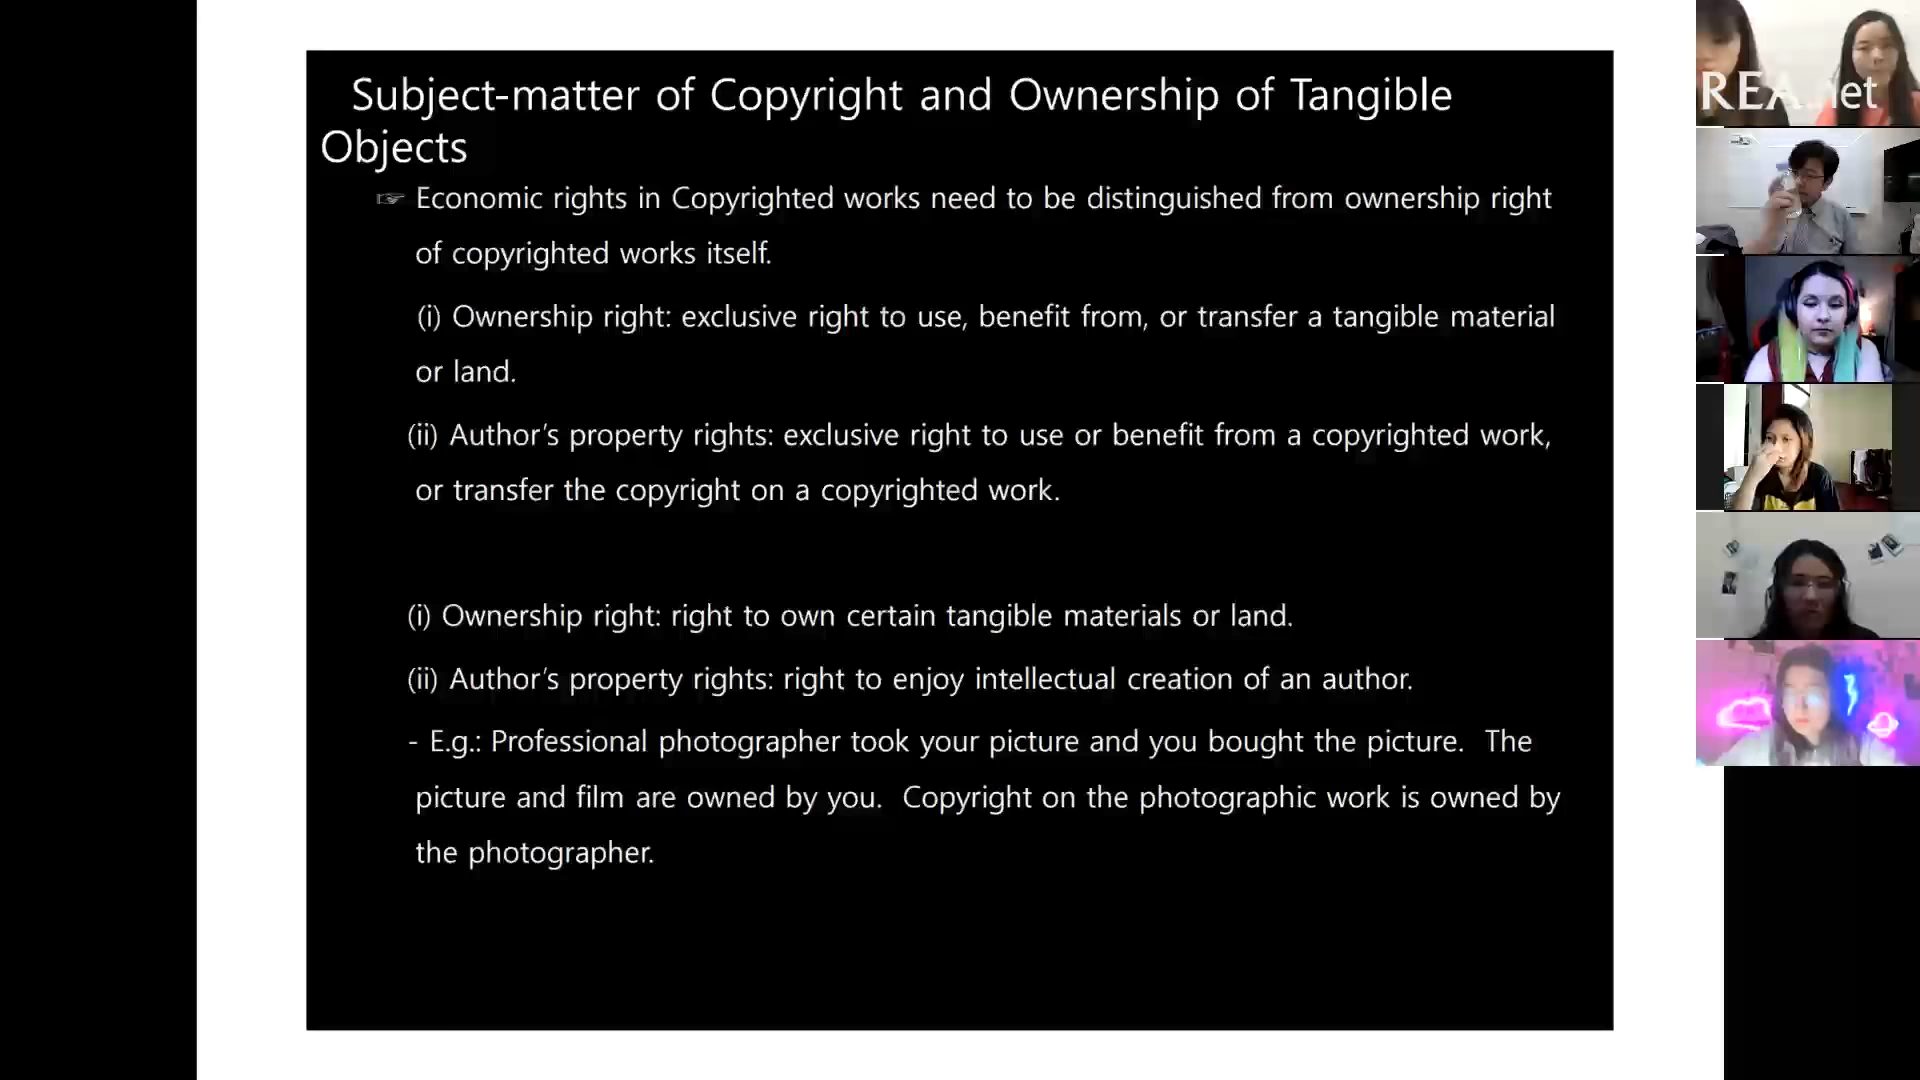 Subject-matter of Copyright and Ownership of Tangible
Objects
☞ Economic rights in Copyrighted works need to be distinguished from ownership right
of copyrighted works itself.
(i) Ownership right: exclusive right to use, benefit from, or transfer a tangible material
or land.
(ii) Author’s property rights: exclusive right to use or benefit from a copyrighted work,
or transfer the copyright on a copyrighted work.
(i) Ownership right: right to own certain tangible materials or land.
(ii) Author’s property rights: right to enjoy intellectual creation of an author.
- E.g.: Professional photographer took your picture and you bought the picture. The
picture and film are owned by you. Copyright on the photographic work is owned by
the photographer.